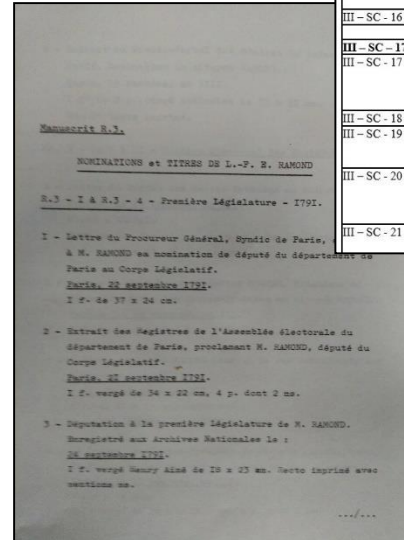 Manuscrit R.3.
NOMINATIONS et TITRES DE L.-F. E. RAMOND
R.3 - I à R.3 - 4 - Première Législature - I79I.
I - Lettre du Procureur Général, Syndic de Paris,
à M. RAMOND sa nomination de député du département de
Paris au Corps Législatif.
Paris, 22 septembre I79I.
I f. de 37 x 24 cm.
2 - Extrait des Registres de l'Assemblée électorale du
département de Paris, proclamant M. RAMOND, député du
Corps Législatif.
Paris, 2I septembre I79I.
I f. vergé de 34 x 22 cm, 4 p. dont 2 ms.
3 - Députation à la première Législature de M. RAMOND.
Enregistré aux Archives Nationales le :
24 septembre I79I.
I f. vergé Henry Aîné de I8 x 23 cm. Recto imprimé avec
mentions ms.
.../...
III – SC - 16
III – SC – 17
III – SC - 17
III – SC - 18
III – SC - 19
III – SC - 20
III – SC - 21